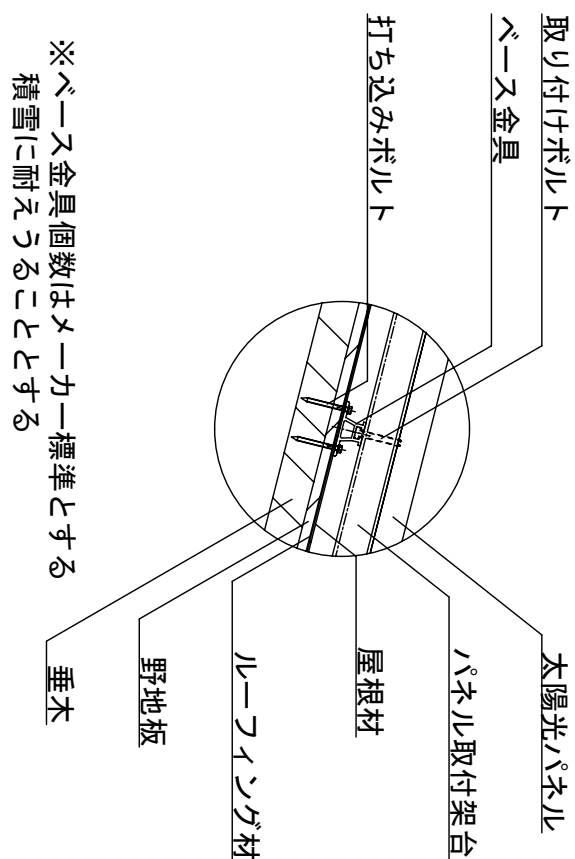 取り付けボルト
ベース金具
打ち込みボルト
太陽光パネル
パネル取付架台
屋根材
ルーフィング材
野地板
垂木
※ベース金具個数はメーカー標準とする
積雪に耐えうることとする